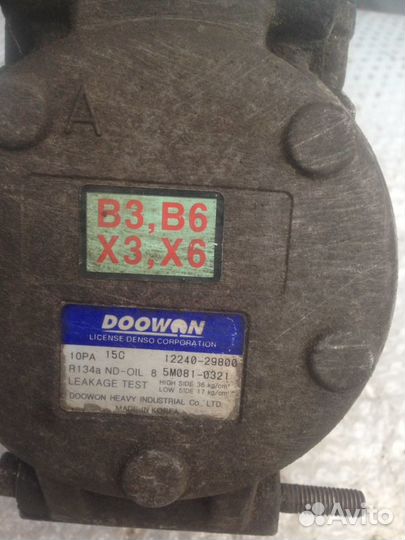 A
B3, B6
X3, X6
DOOWON
LICENSE DENSO CORPORATION
10PA 15C 12240-29800
R134a ND-OIL 8 5M081-0321
LEAKAGE TEST HIGH SIDE 36 kg/cm²
LOW SIDE 17 kg/cm²
DOOWON HEAVY INDUSTRIAL Co., LTD.
MADE IN KOREA
Avito